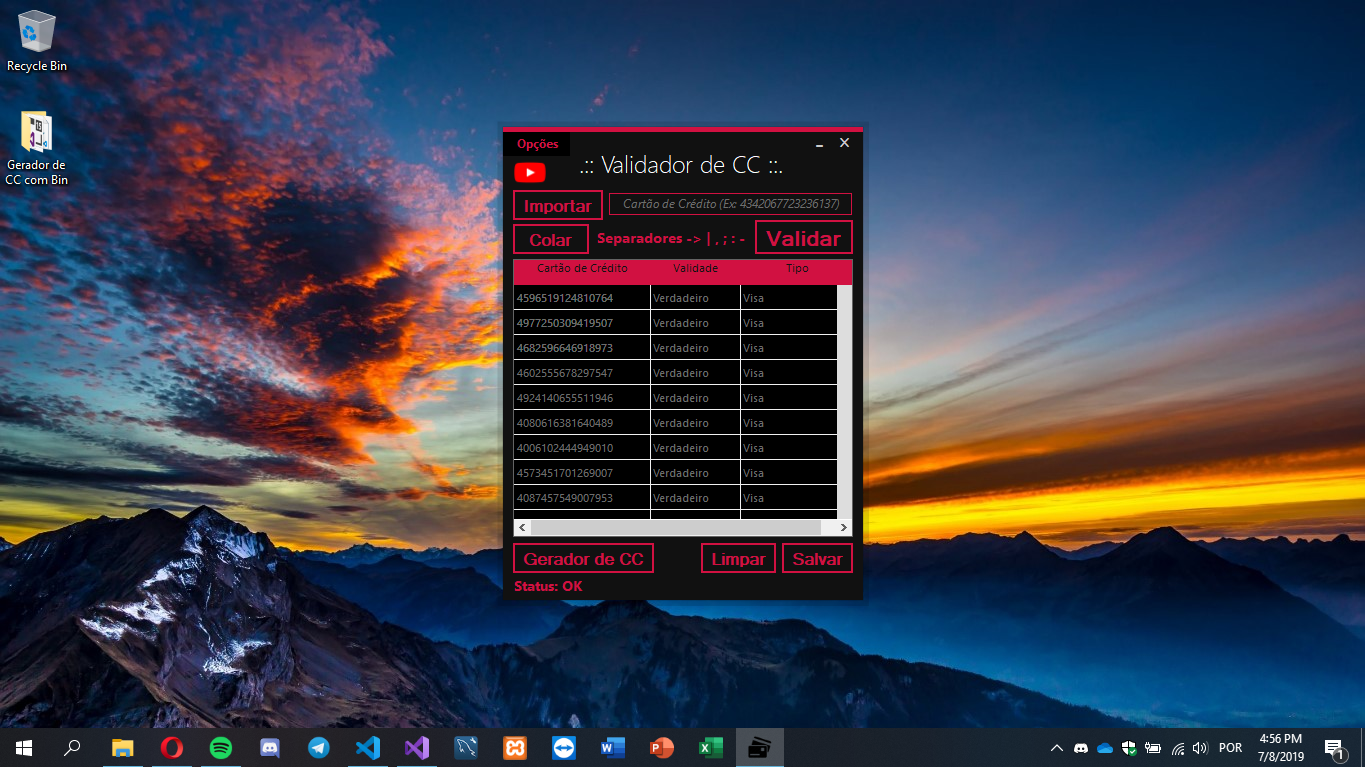 Recycle Bin
Gerador de
CC com Bin
Opções
.:: Validador de CC ::.
Importar
Cartão de Crédito (Ex: 4342067723236137)
Colar
Separadores -> | , ; : -
Validar
Cartão de Crédito Validade Tipo
4596519124810764 Verdadeiro Visa
4977250309419507 Verdadeiro Visa
4682596646918973 Verdadeiro Visa
4602555678297547 Verdadeiro Visa
4924140655511946 Verdadeiro Visa
4080616381640489 Verdadeiro Visa
4006102444949010 Verdadeiro Visa
4573451701269007 Verdadeiro Visa
4087457549007953 Verdadeiro Visa
Gerador de CC
Limpar
Salvar
Status: OK
POR
4:56 PM
7/8/2019
1